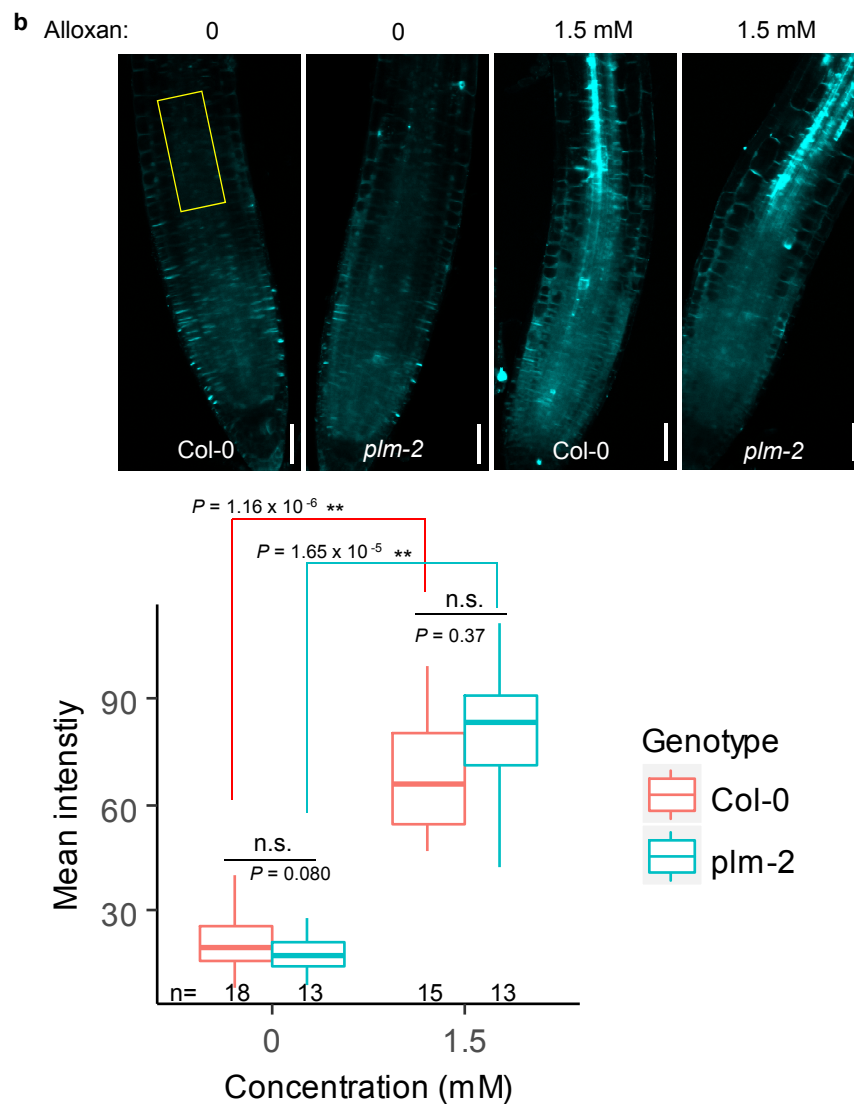 b Alloxan: 0 0 1.5 mM 1.5 mM
Col-0 plm-2 Col-0 plm-2
P = 1.16 x 10 -6 **
P = 1.65 x 10 -5 **
n.s.
P = 0.37
90
60
30
Mean intenstiy
n.s.
P = 0.080
n= 18 13 15 13
0 1.5
Concentration (mM)
Genotype
Col-0
plm-2